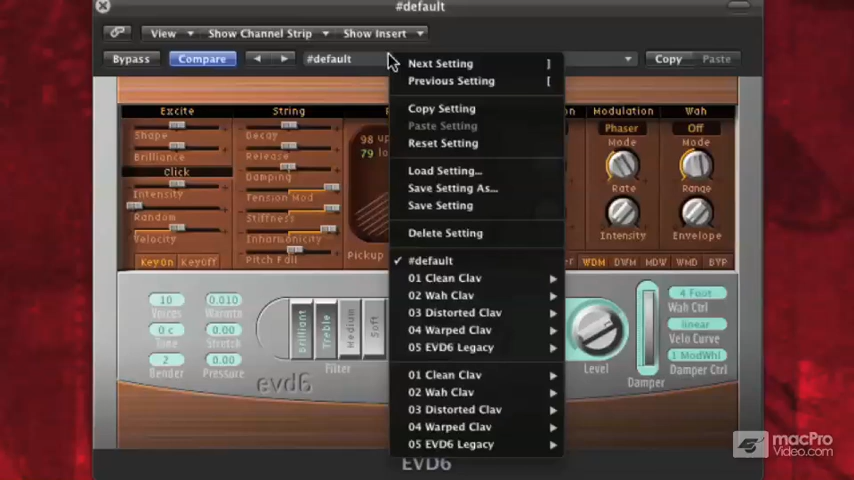 #default
View
Show Channel Strip
Show Insert
Bypass
Compare
#default
Copy
Paste
Next Setting ]
Previous Setting [
Copy Setting
Paste Setting
Reset Setting
Load Setting...
Save Setting As...
Save Setting
Delete Setting
✓ #default
01 Clean Clav
02 Wah Clav
03 Distorted Clav
04 Warped Clav
05 EVD6 Legacy
01 Clean Clav
02 Wah Clav
03 Distorted Clav
04 Warped Clav
05 EVD6 Legacy
Excite
Shape
Brilliance
Click
Intensity
Random
Velocity
KeyOn KeyOff
String
Decay
Release
Damping
Tension Mod
Stiffness
Inharmonicity
Pitch Fall
98 up
79 lo
Pickup
Modulation
Phaser
Mode
Rate
Intensity
Wah
Off
Mode
Range
Envelope
WDM DWM MDW WMD BYP
10
Voices
0.010
Warmth
0 c
Tune
0.00
Stretch
2
Bender
0.00
Pressure
evd6
Brilliant
Treble
Medium
Soft
Filter
Level
Damper
4 Foot
Wah Ctrl
linear
Velo Curve
1 ModWhl
Damper Ctrl
EVD6
macPro
Video.com